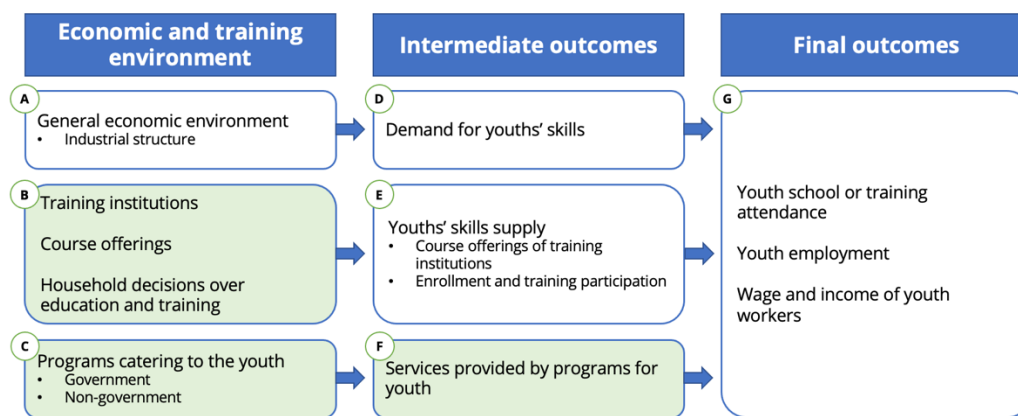 Economic and training
environment
Intermediate outcomes
Final outcomes
A
General economic environment
• Industrial structure
D
Demand for youths’ skills
G
Youth school or training
attendance
Youth employment
Wage and income of youth
workers
B
Training institutions
Course offerings
Household decisions over
education and training
E
Youths’ skills supply
• Course offerings of training
institutions
• Enrollment and training participation
C
Programs catering to the youth
• Government
• Non-government
F
Services provided by programs for
youth